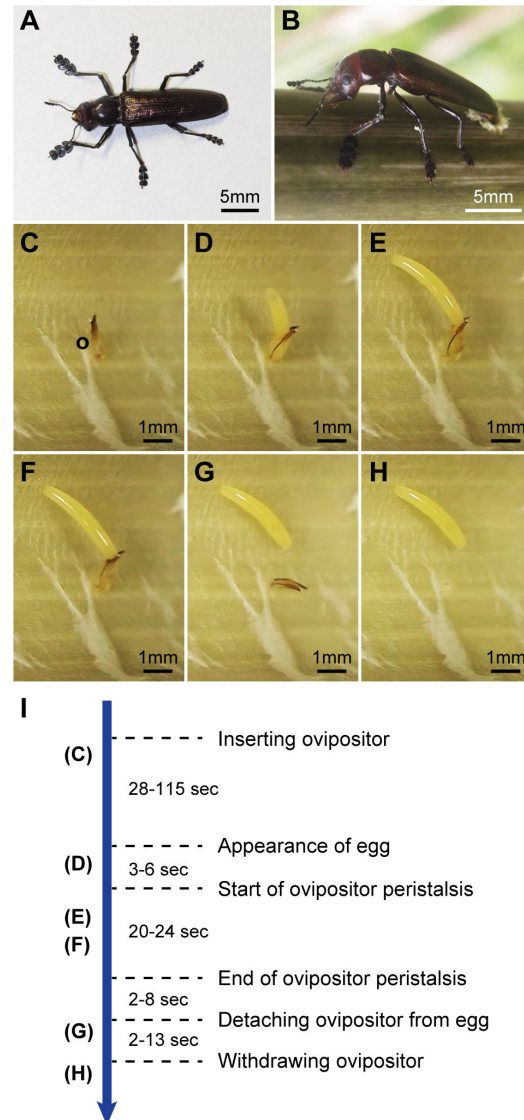 A
5mm
B
5mm
C
o
1mm
D
1mm
E
1mm
F
1mm
G
1mm
H
1mm
I
(C)
Inserting ovipositor
28-115 sec
Appearance of egg
(D)
3-6 sec
Start of ovipositor peristalsis
(E)
20-24 sec
(F)
End of ovipositor peristalsis
2-8 sec
Detaching ovipositor from egg
(G)
2-13 sec
Withdrawing ovipositor
(H)